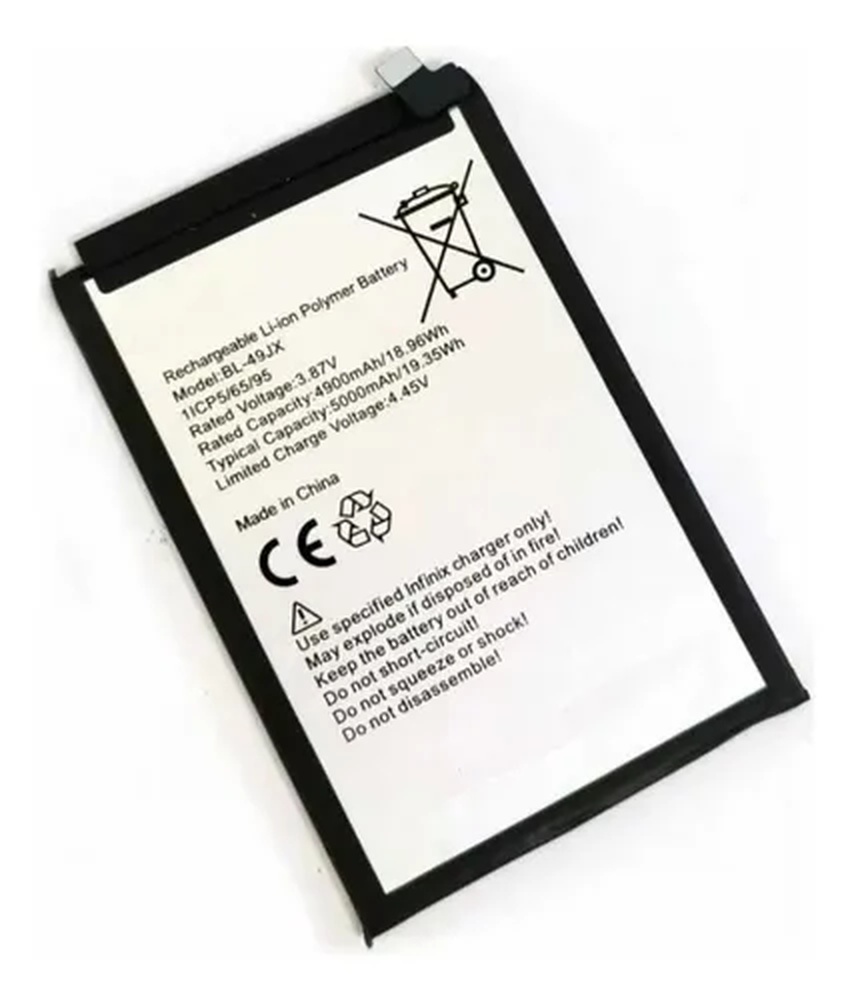 Rechargeable Li-ion Polymer Battery
Model:BL-49JX
1ICP5/65/95
Rated Voltage:3.87V
Rated Capacity:4900mAh/18.96Wh
Typical Capacity:5000mAh/19.35Wh
Limited Charge Voltage:4.45V
Made in China
CE
Use specified Infinix charger only!
May explode if disposed of in fire!
Keep the battery out of reach of children!
Do not short-circuit!
Do not squeeze or shock!
Do not disassemble!